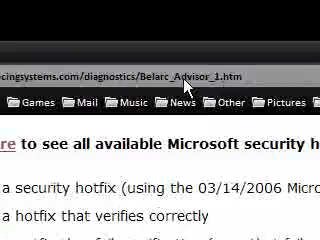 cingsystems.com/diagnostics/Belarc_Advisor_1.htm
Games Mail Music News Other Pictures
re to see all available Microsoft security h
a security hotfix (using the 03/14/2006 Micro
a hotfix that verifies correctly